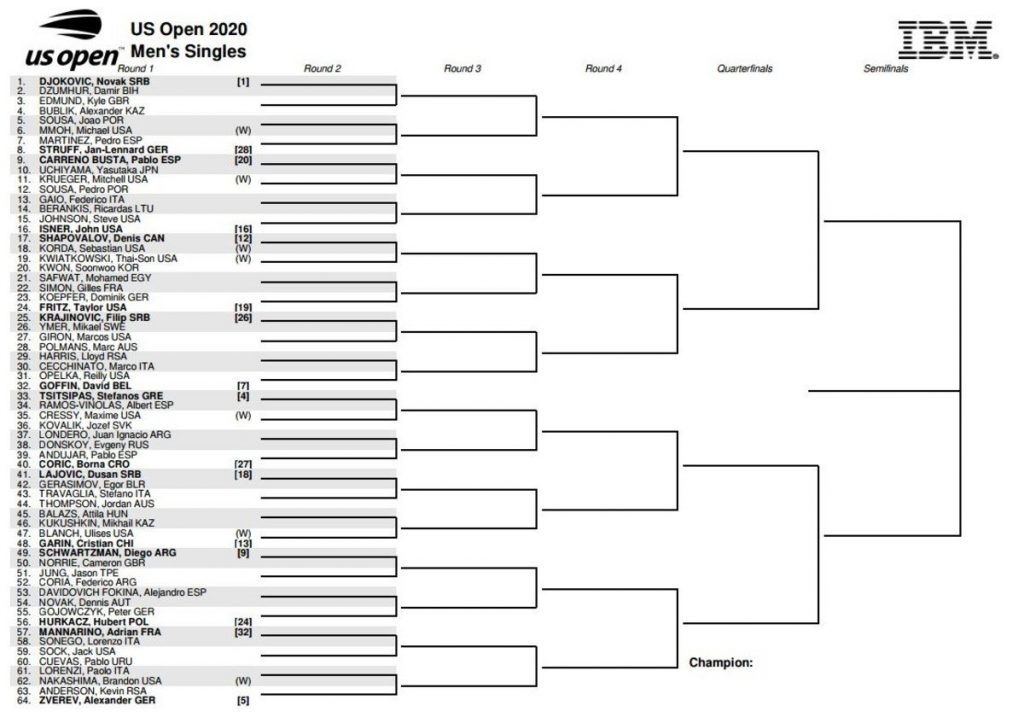 US Open 2020
Men's Singles
us open
IBM
Round 1 Round 2 Round 3 Round 4 Quarterfinals Semifinals
1. DJOKOVIC, Novak SRB [1]
2. DZUMHUR, Damir BIH
3. EDMUND, Kyle GBR
4. BUBLIK, Alexander KAZ
5. SOUSA, Joao POR
6. MMOH, Michael USA (W)
7. MARTINEZ, Pedro ESP
8. STRUFF, Jan-Lennard GER [28]
9. CARRENO BUSTA, Pablo ESP [20]
10. UCHIYAMA, Yasutaka JPN
11. KRUEGER, Mitchell USA (W)
12. SOUSA, Pedro POR
13. GAIO, Federico ITA
14. BERANKIS, Ricardas LTU
15. JOHNSON, Steve USA
16. ISNER, John USA [16]
17. SHAPOVALOV, Denis CAN [12]
18. KORDA, Sebastian USA (W)
19. KWIATKOWSKI, Thai-Son USA (W)
20. KWON, Soonwoo KOR
21. SAFWAT, Mohamed EGY
22. SIMON, Gilles FRA
23. KOEPFER, Dominik GER
24. FRITZ, Taylor USA [19]
25. KRAJINOVIC, Filip SRB [26]
26. YMER, Mikael SWE
27. GIRON, Marcos USA
28. POLMANS, Marc AUS
29. HARRIS, Lloyd RSA
30. CECCHINATO, Marco ITA
31. OPELKA, Reilly USA
32. GOFFIN, David BEL [7]
33. TSITSIPAS, Stefanos GRE [4]
34. RAMOS-VINOLAS, Albert ESP
35. CRESSY, Maxime USA (W)
36. KOVALIK, Jozef SVK
37. LONDERO, Juan Ignacio ARG
38. DONSKOY, Evgeny RUS
39. ANDUJAR, Pablo ESP
40. CORIC, Borna CRO [27]
41. LAJOVIC, Dusan SRB [18]
42. GERASIMOV, Egor BLR
43. TRAVAGLIA, Stefano ITA
44. THOMPSON, Jordan AUS
45. BALAZS, Attila HUN
46. KUKUSHKIN, Mikhail KAZ
47. BLANCH, Ulises USA (W)
48. GARIN, Cristian CHI [13]
49. SCHWARTZMAN, Diego ARG [9]
50. NORRIE, Cameron GBR
51. JUNG, Jason TPE
52. CORIA, Federico ARG
53. DAVIDOVICH FOKINA, Alejandro ESP
54. NOVAK, Dennis AUT
55. GOJOWCZYK, Peter GER
56. HURKACZ, Hubert POL [24]
57. MANNARINO, Adrian FRA [32]
58. SONEGO, Lorenzo ITA
59. SOCK, Jack USA
60. CUEVAS, Pablo URU
61. LORENZI, Paolo ITA
62. NAKASHIMA, Brandon USA (W)
63. ANDERSON, Kevin RSA
64. ZVEREV, Alexander GER [5]
Champion: